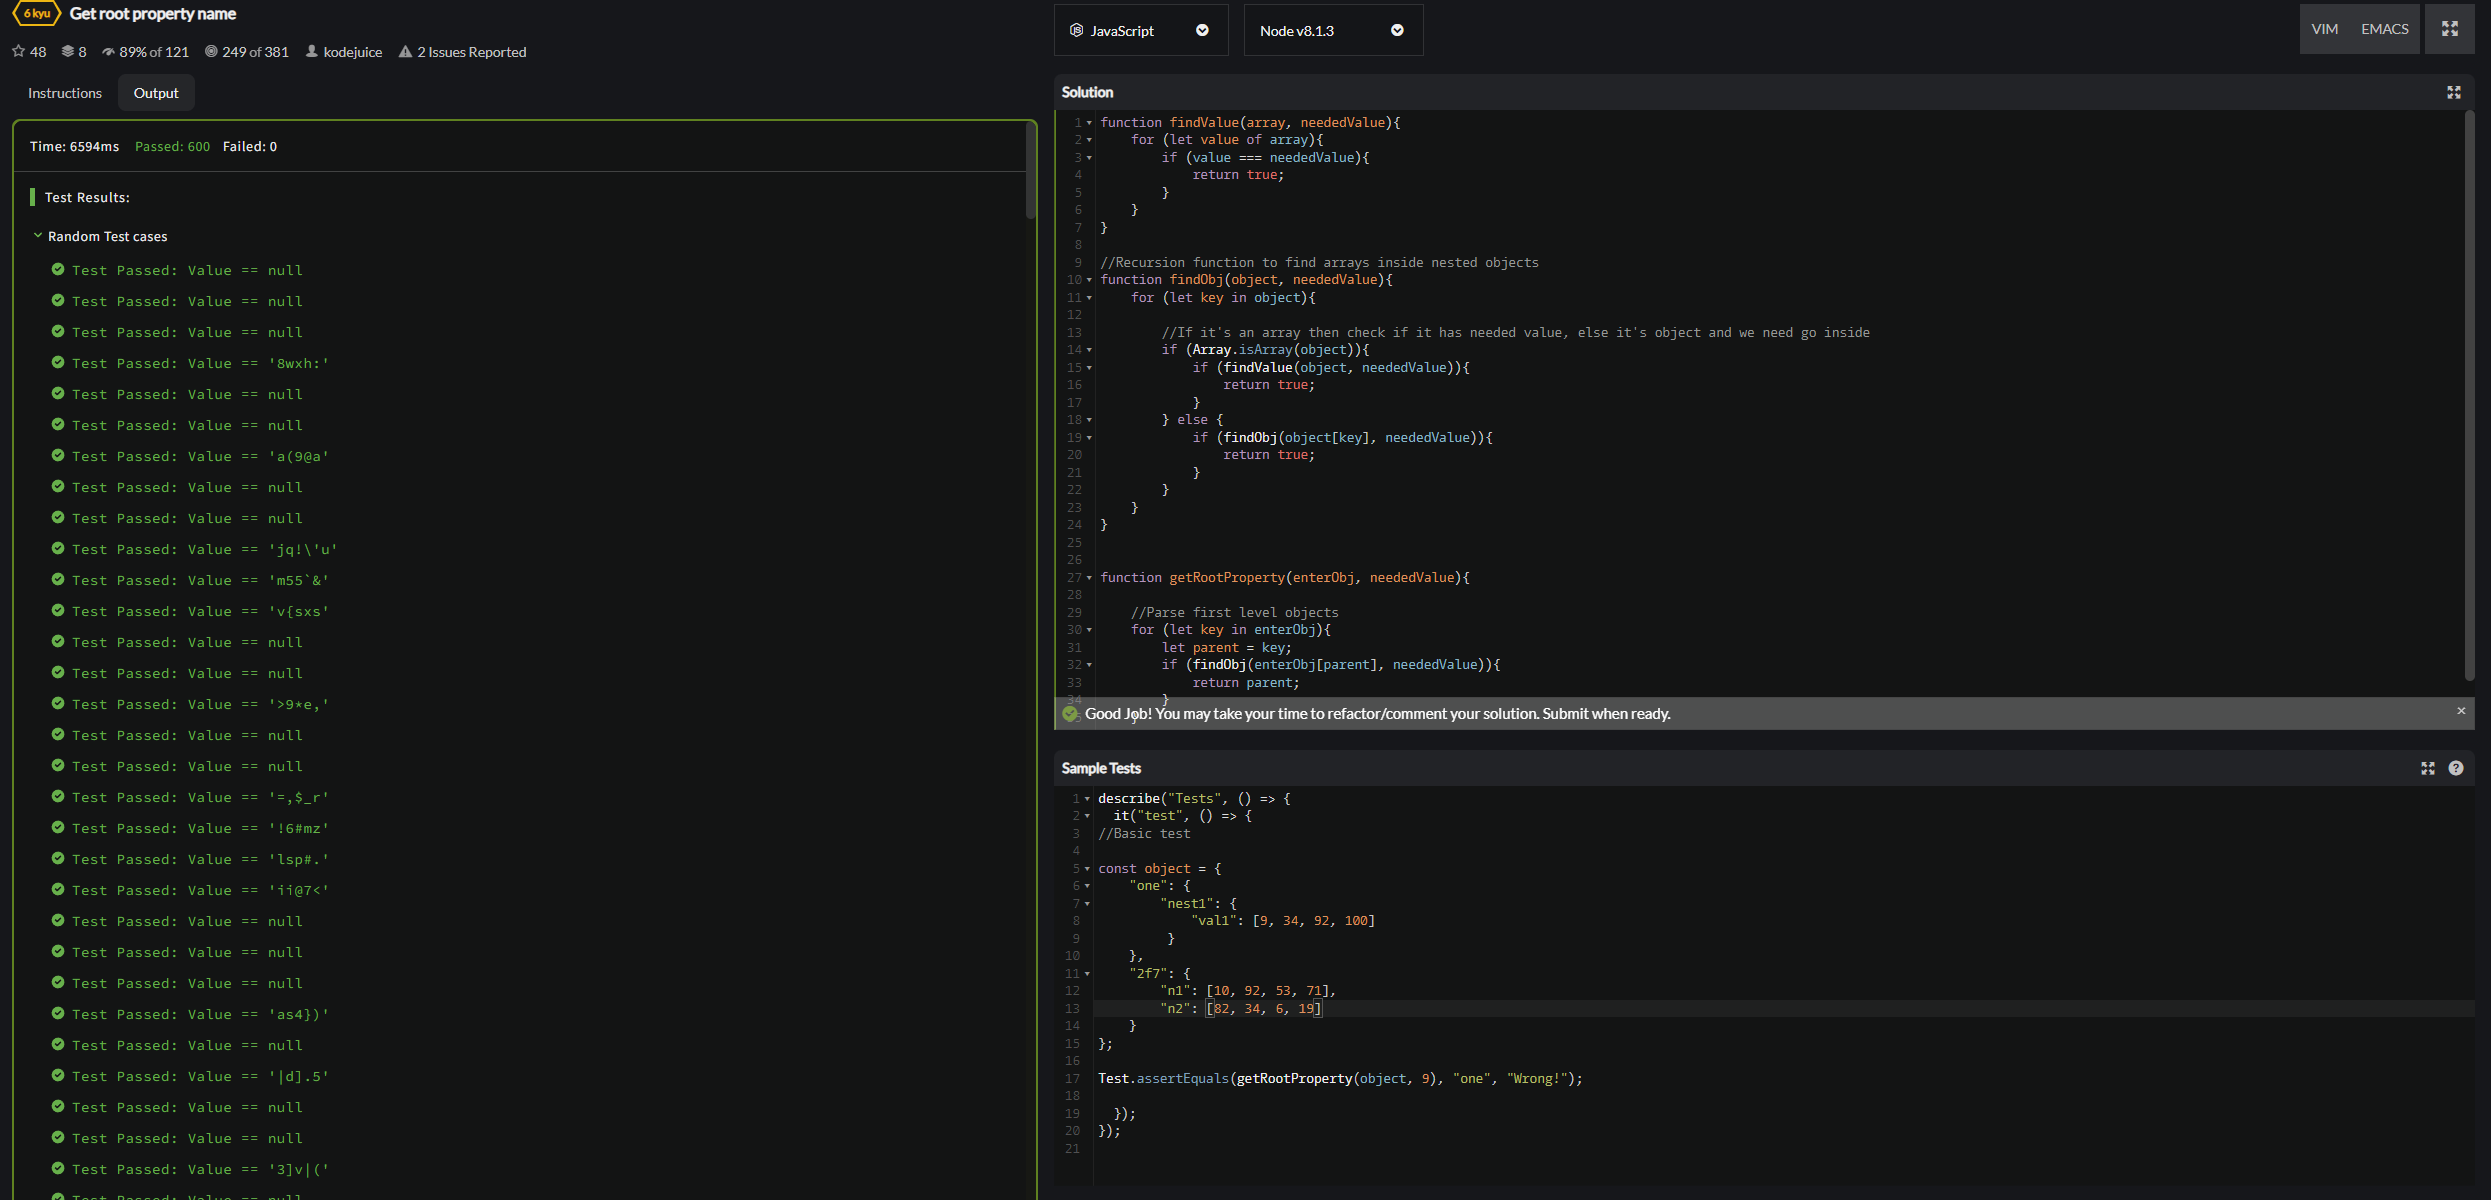 6 kyu Get root property name
48 8 89% of 121 249 of 381 kodejuice 2 Issues Reported
Instructions Output
Time: 6594ms Passed: 600 Failed: 0
Test Results:
Random Test cases
Test Passed: Value == null
Test Passed: Value == null
Test Passed: Value == null
Test Passed: Value == '8wxh:'
Test Passed: Value == null
Test Passed: Value == null
Test Passed: Value == 'a(9@a'
Test Passed: Value == null
Test Passed: Value == null
Test Passed: Value == 'jq!\'u'
Test Passed: Value == 'm55`&'
Test Passed: Value == 'v{sxs'
Test Passed: Value == null
Test Passed: Value == null
Test Passed: Value == '>9*e,'
Test Passed: Value == null
Test Passed: Value == null
Test Passed: Value == '=,$_r'
Test Passed: Value == '!6#mz'
Test Passed: Value == 'lsp#.'
Test Passed: Value == 'ii@7<'
Test Passed: Value == null
Test Passed: Value == null
Test Passed: Value == null
Test Passed: Value == 'as4})'
Test Passed: Value == null
Test Passed: Value == '|d].5'
Test Passed: Value == null
Test Passed: Value == null
Test Passed: Value == '3]v|('
Test Passed: Value == null
JavaScript Node v8.1.3 VIM EMACS
Solution
1 function findValue(array, neededValue){
2 for (let value of array){
3 if (value === neededValue){
4 return true;
5 }
6 }
7 }
8
9 //Recursion function to find arrays inside nested objects
10 function findObj(object, neededValue){
11 for (let key in object){
12
13 //If it's an array then check if it has needed value, else it's object and we need go inside
14 if (Array.isArray(object)){
15 if (findValue(object, neededValue)){
16 return true;
17 }
18 } else {
19 if (findObj(object[key], neededValue)){
20 return true;
21 }
22 }
23 }
24 }
25
26
27 function getRootProperty(enterObj, neededValue){
28
29 //Parse first level objects
30 for (let key in enterObj){
31 let parent = key;
32 if (findObj(enterObj[parent], neededValue)){
33 return parent;
34 }
Good Job! You may take your time to refactor/comment your solution. Submit when ready. ×
Sample Tests ?
1 describe("Tests", () => {
2 it("test", () => {
3 //Basic test
4
5 const object = {
6 "one": {
7 "nest1": {
8 "val1": [9, 34, 92, 100]
9 }
10 },
11 "2f7": {
12 "n1": [10, 92, 53, 71],
13 "n2": [82, 34, 6, 19]
14 }
15 };
16
17 Test.assertEquals(getRootProperty(object, 9), "one", "Wrong!");
18
19 });
20 });
21